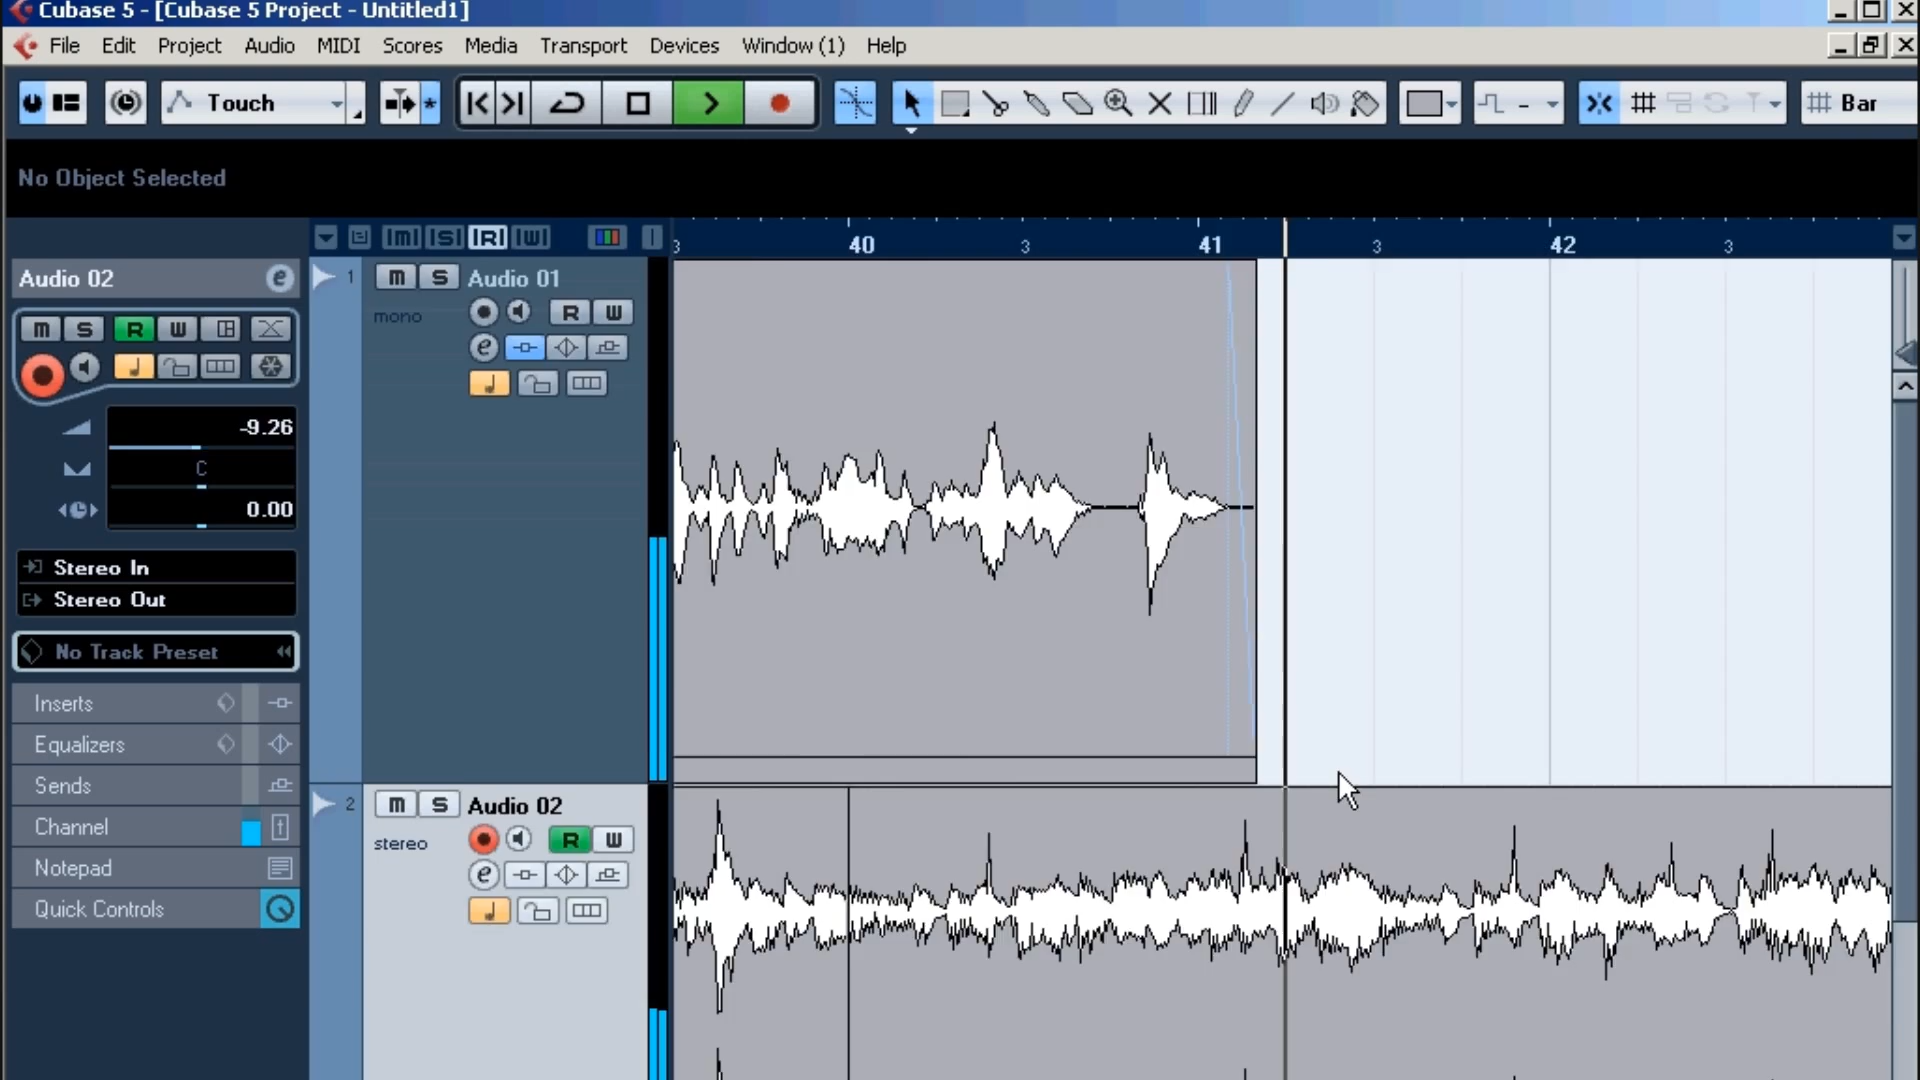 Cubase 5 - [Cubase 5 Project - Untitled1]
File Edit Project Audio MIDI Scores Media Transport Devices Window (1) Help
Touch
Bar
No Object Selected
[M] [S] [R] [W]
3 40 3 41 3 42 3
Audio 02 e
M S R W
-9.26
C
0.00
Stereo In
Stereo Out
No Track Preset
Inserts
Equalizers
Sends
Channel
Notepad
Quick Controls
1 M S Audio 01
mono R W
e
2 M S Audio 02
stereo R W
e